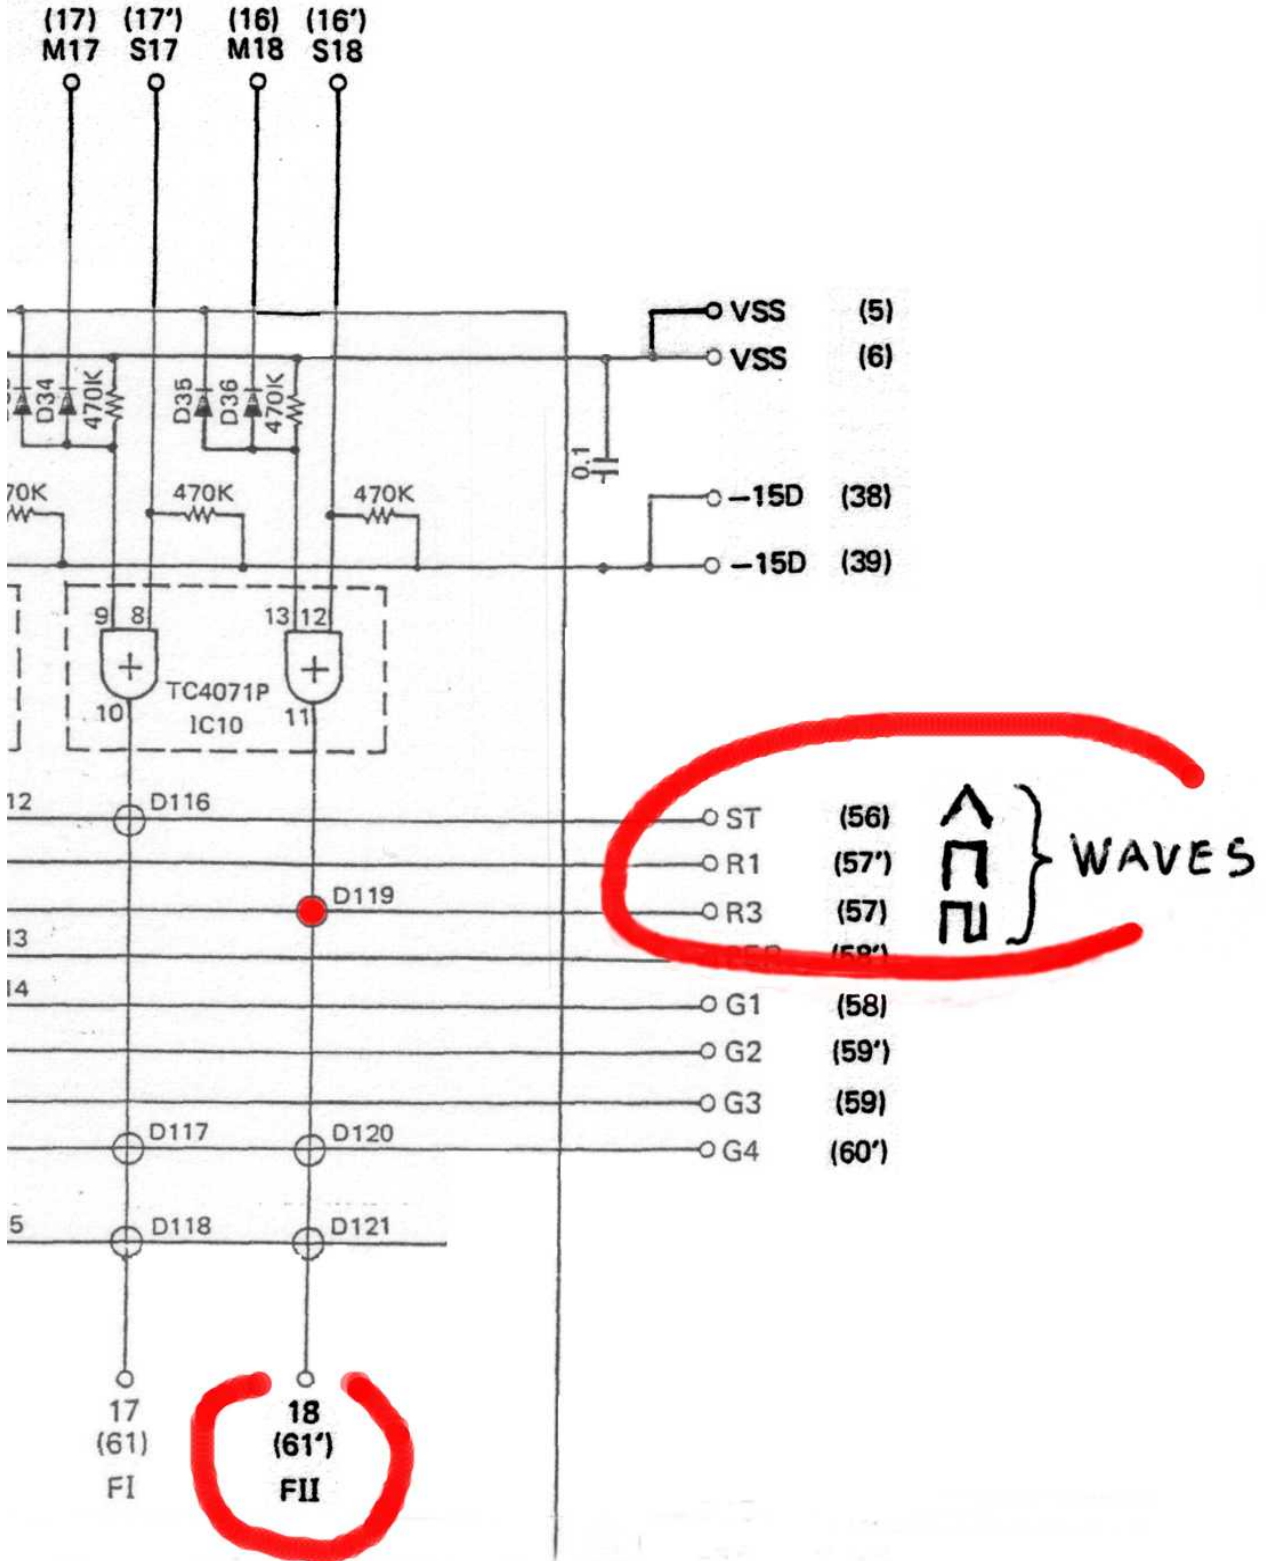 (17) (17') (16) (16')
M17 S17 M18 S18
VSS (5)
VSS (6)
D34 470K D35 D36 470K
0.1
70K 470K 470K
-15D (38)
-15D (39)
9 8 13 12
+ +
TC4071P
IC10
10 11
12 D116 ST (56)
R1 (57') WAVES
D119 R3 (57)
13 (58')
14 G1 (58)
G2 (59')
G3 (59)
D117 D120 G4 (60')
5 D118 D121
17 18
(61) (61')
FI FII